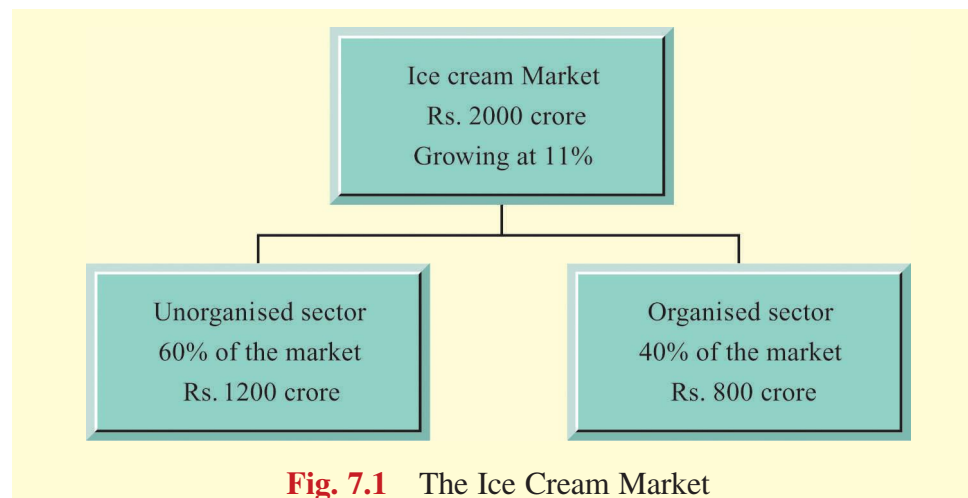 Ice cream Market
Rs. 2000 crore
Growing at 11%
Unorganised sector
60% of the market
Rs. 1200 crore
Organised sector
40% of the market
Rs. 800 crore
Fig. 7.1 The Ice Cream Market